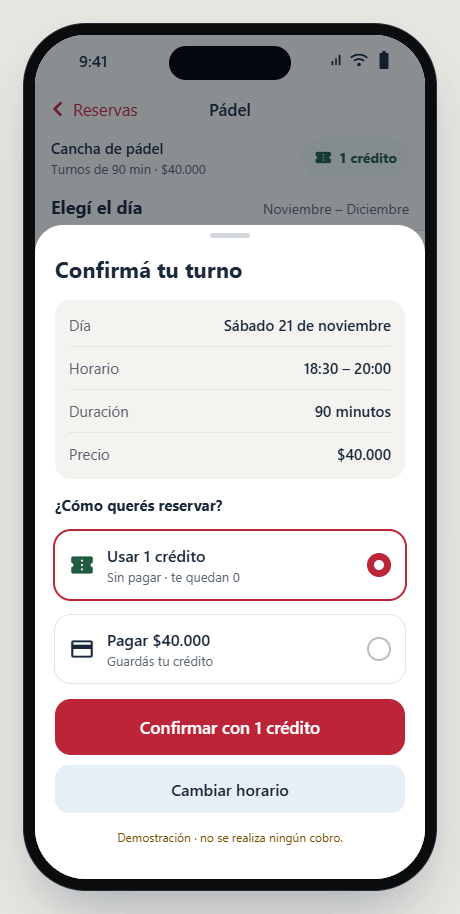 9:41
Reservas
Pádel
Cancha de pádel
Turnos de 90 min · $40.000
1 crédito
Elegí el día
Noviembre – Diciembre
Confirmá tu turno
Día
Sábado 21 de noviembre
Horario
18:30 – 20:00
Duración
90 minutos
Precio
$40.000
¿Cómo querés reservar?
Usar 1 crédito
Sin pagar · te quedan 0
Pagar $40.000
Guardás tu crédito
Confirmar con 1 crédito
Cambiar horario
Demostración · no se realiza ningún cobro.